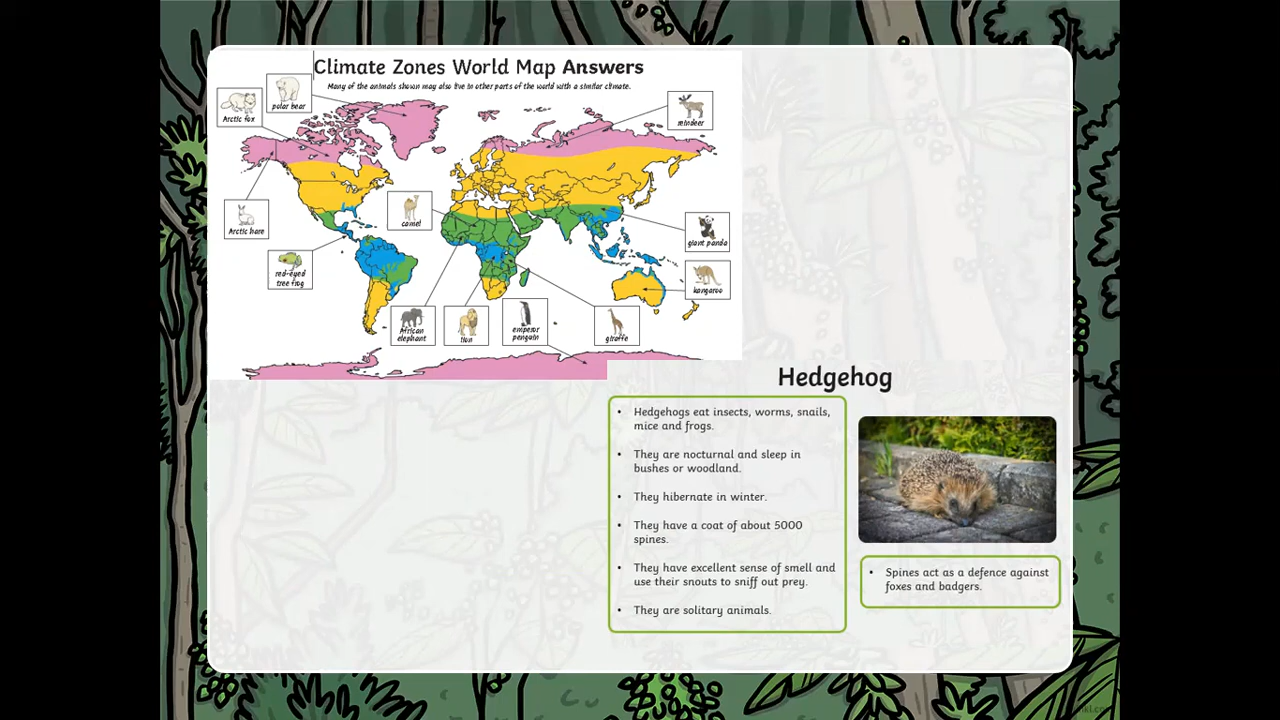 Climate Zones World Map Answers
Many of the animals shown may also live in other parts of the world with a similar climate.
polar bear
Arctic fox
reindeer
camel
Arctic hare
giant panda
red-eyed
tree frog
kangaroo
African
elephant
lion
emperor
penguin
giraffe
Hedgehog
• Hedgehogs eat insects, worms, snails,
mice and frogs.
• They are nocturnal and sleep in
bushes or woodland.
• They hibernate in winter.
• They have a coat of about 5000
spines.
• They have excellent sense of smell and
use their snouts to sniff out prey.
• They are solitary animals.
• Spines act as a defence against
foxes and badgers.